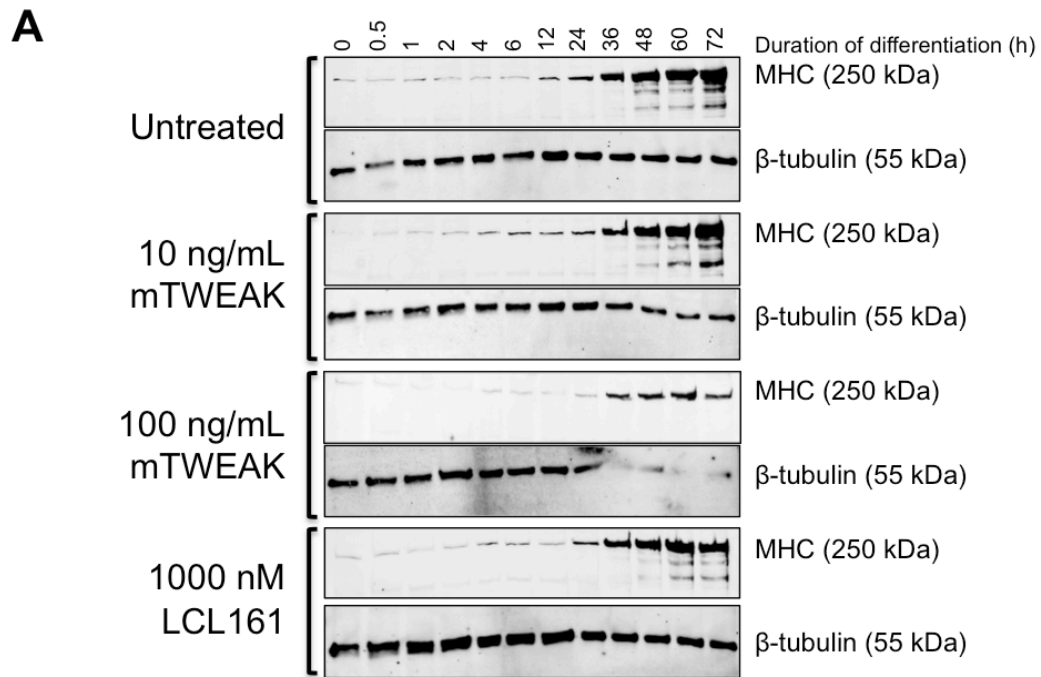 A
0 0.5 1 2 4 6 12 24 36 48 60 72 Duration of differentiation (h)
Untreated
MHC (250 kDa)
β-tubulin (55 kDa)
10 ng/mL
mTWEAK
MHC (250 kDa)
β-tubulin (55 kDa)
100 ng/mL
mTWEAK
MHC (250 kDa)
β-tubulin (55 kDa)
1000 nM
LCL161
MHC (250 kDa)
β-tubulin (55 kDa)